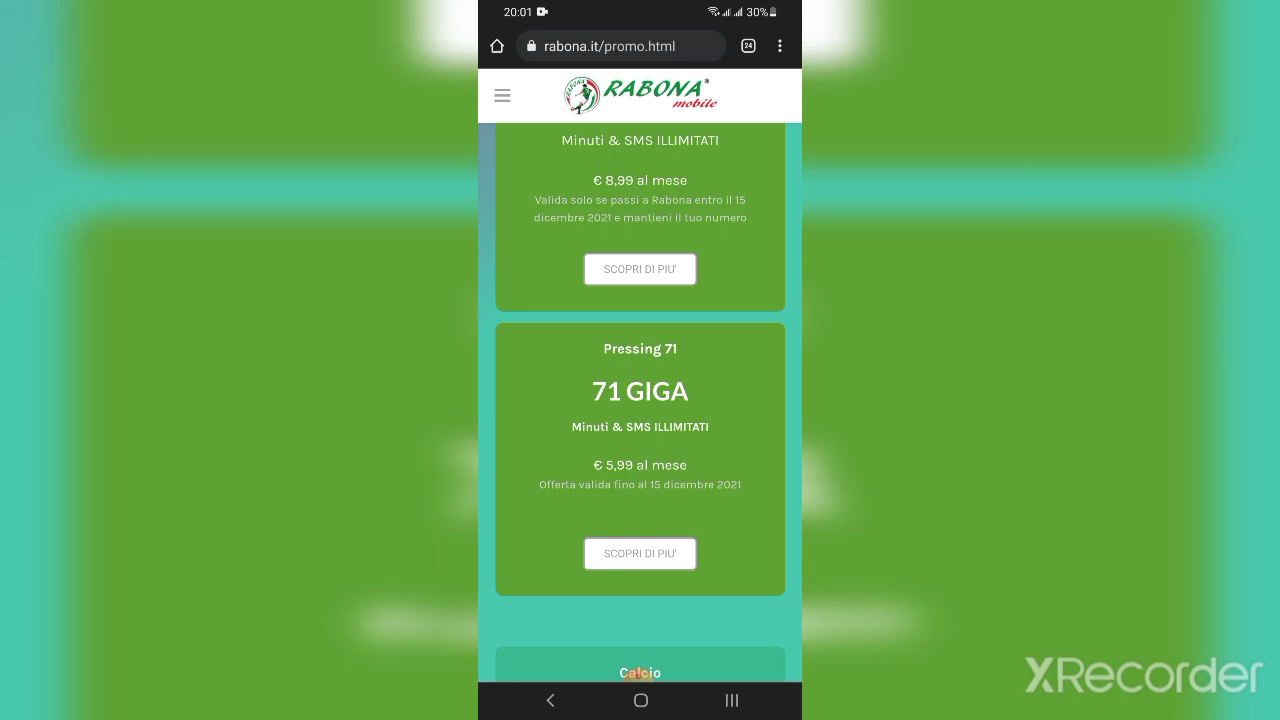 20:01
30%
rabona.it/promo.html
24
RABONA
RABONA®
mobile
Minuti & SMS ILLIMITATI
€ 8,99 al mese
Valida solo se passi a Rabona entro il 15
dicembre 2021 e mantieni il tuo numero
SCOPRI DI PIU'
Pressing 71
71 GIGA
Minuti & SMS ILLIMITATI
€ 5,99 al mese
Offerta valida fino al 15 dicembre 2021
SCOPRI DI PIU'
Calcio
XRecorder